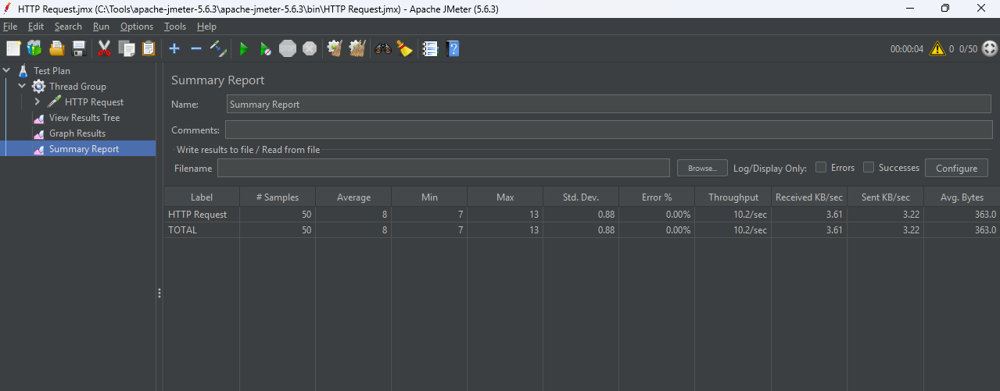 HTTP Request.jmx (C:\Tools\apache-jmeter-5.6.3\apache-jmeter-5.6.3\bin\HTTP Request.jmx) - Apache JMeter (5.6.3)
File Edit Search Run Options Tools Help
STOP 00:00:04 0 0/50
Test Plan
Thread Group
HTTP Request
View Results Tree
Graph Results
Summary Report
Summary Report
Name: Summary Report
Comments:
Write results to file / Read from file
Filename Browse... Log/Display Only: Errors Successes Configure
Label # Samples Average Min Max Std. Dev. Error % Throughput Received KB/sec Sent KB/sec Avg. Bytes
HTTP Request 50 8 7 13 0.88 0.00% 10.2/sec 3.61 3.22 363.0
TOTAL 50 8 7 13 0.88 0.00% 10.2/sec 3.61 3.22 363.0